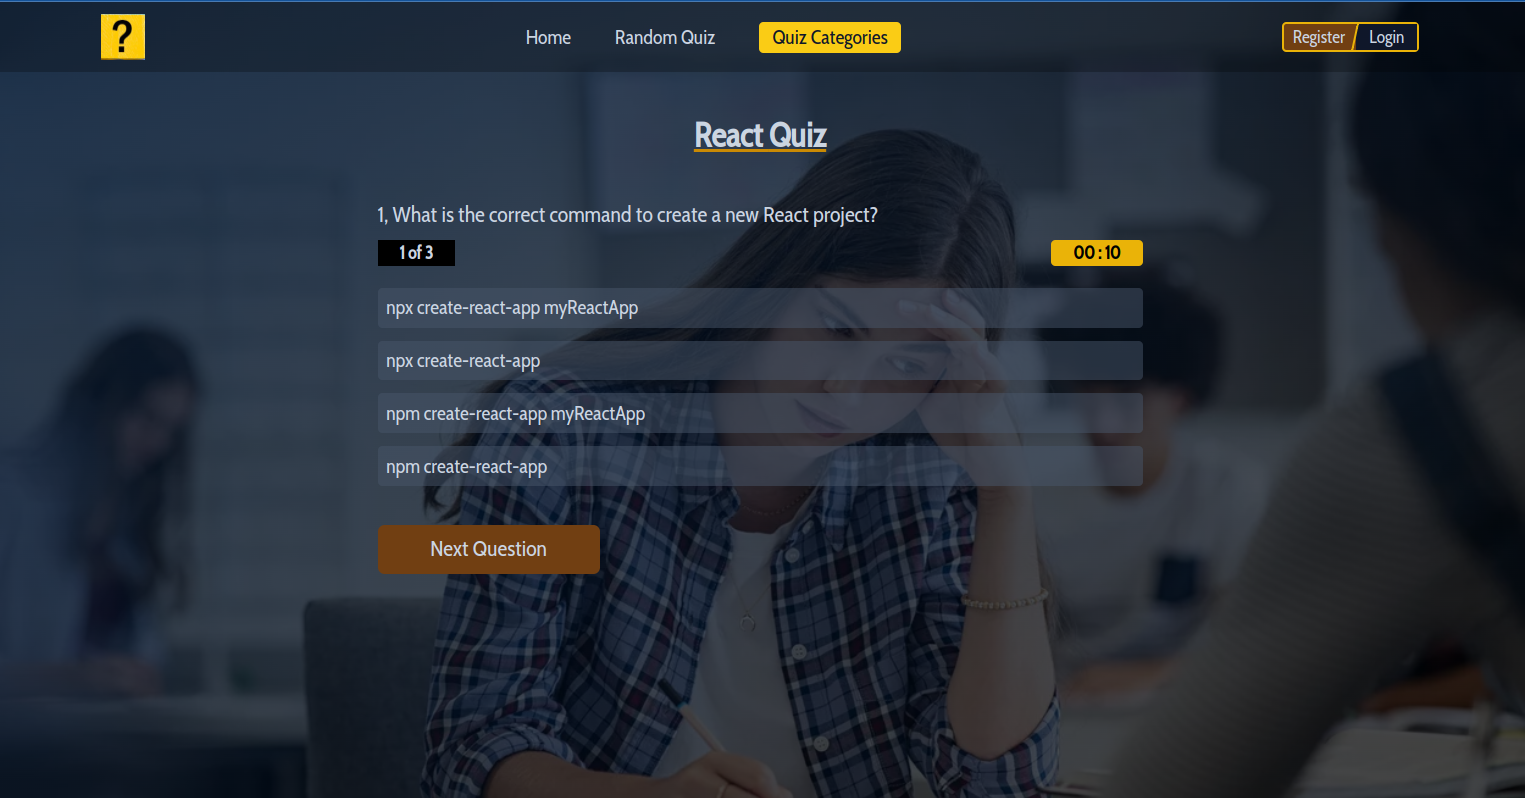 ?
Home
Random Quiz
Quiz Categories
Register
Login
React Quiz
1, What is the correct command to create a new React project?
1 of 3
00 : 10
npx create-react-app myReactApp
npx create-react-app
npm create-react-app myReactApp
npm create-react-app
Next Question